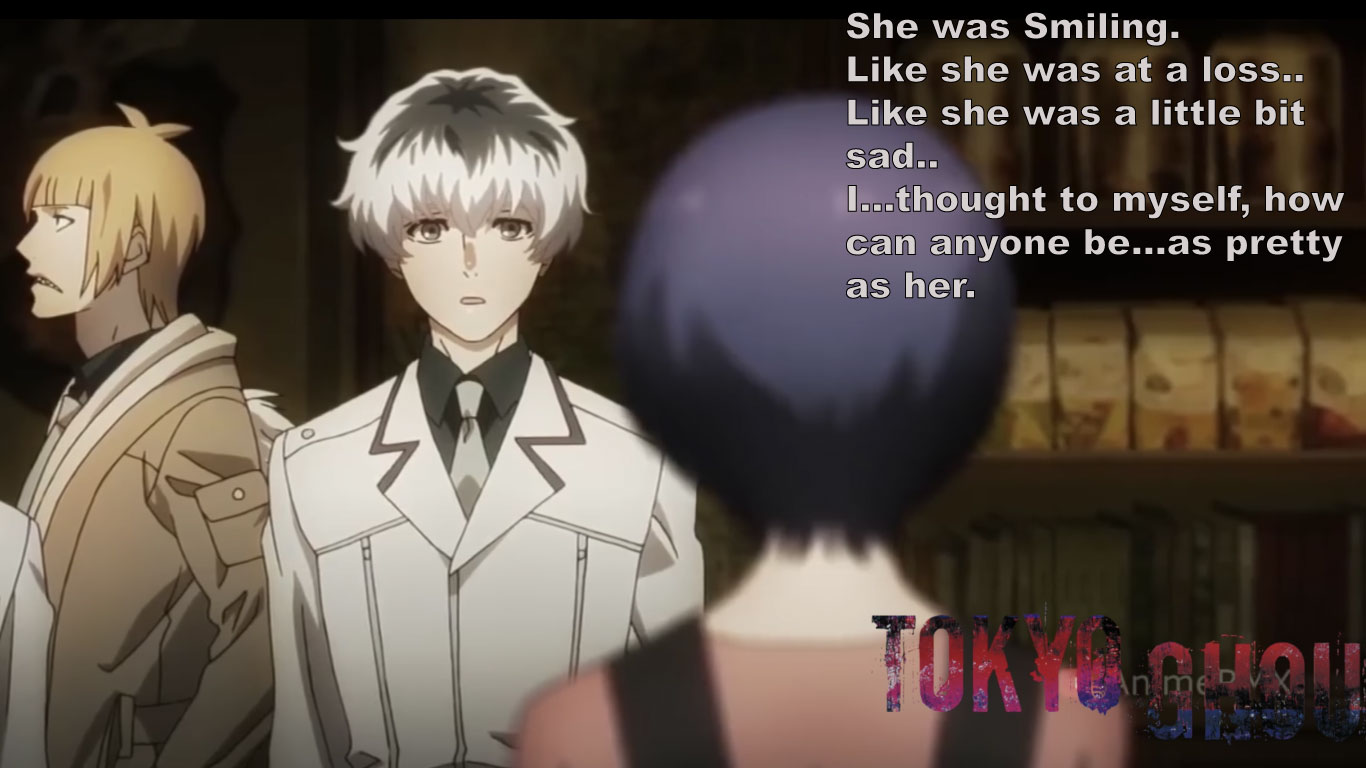 She was Smiling.
Like she was at a loss..
Like she was a little bit
sad..
I...thought to myself, how
can anyone be...as pretty
as her.
TOKYO GHOU